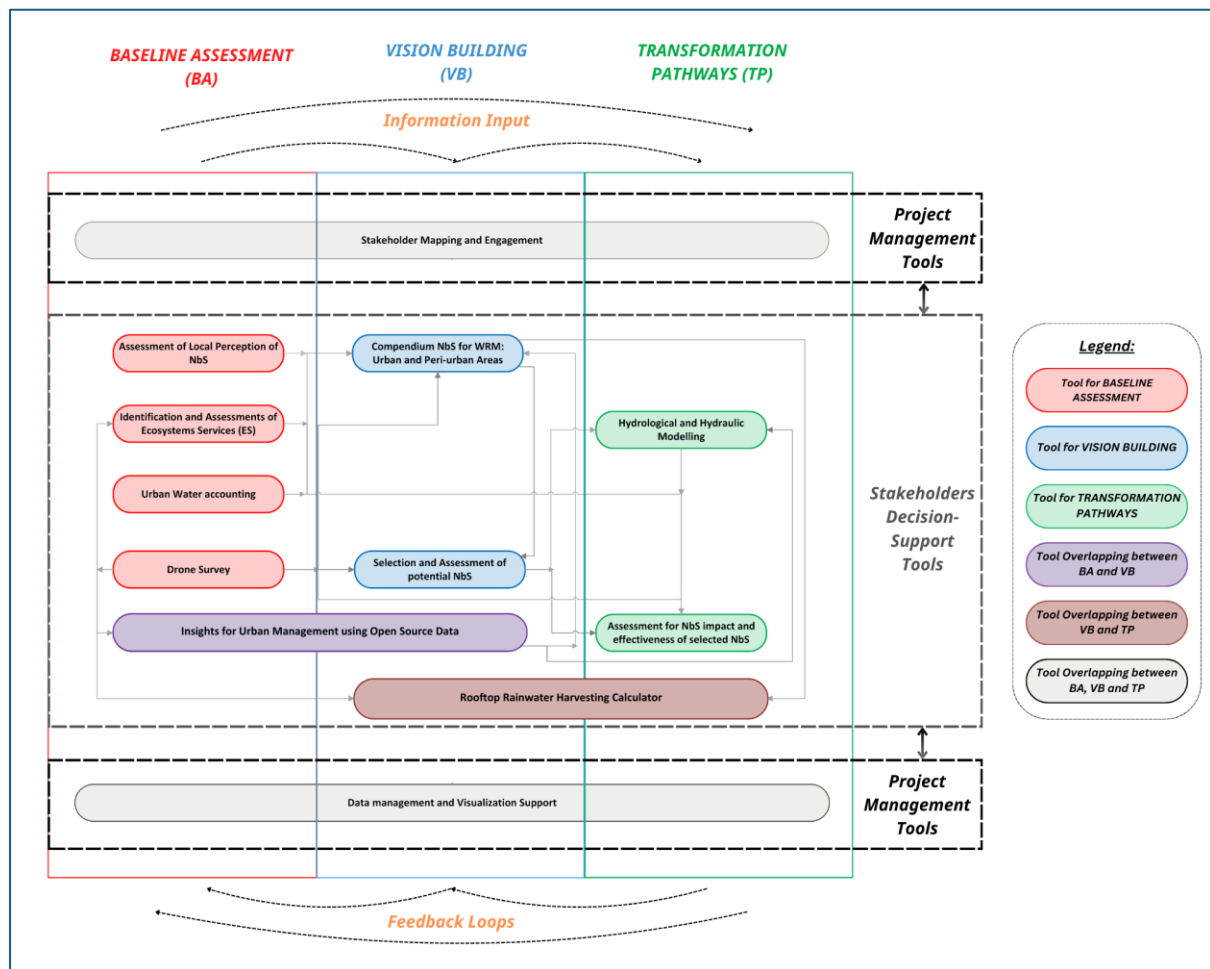 BASELINE ASSESSMENT
(BA)
VISION BUILDING
(VB)
TRANSFORMATION
PATHWAYS (TP)
Information Input
Project
Management
Tools
Stakeholder Mapping and Engagement
Assessment of Local Perception of
NbS
Compendium NbS for WRM:
Urban and Peri-urban Areas
Identification and Assessments of
Ecosystems Services (ES)
Hydrological and Hydraulic
Modelling
Urban Water accounting
Stakeholders
Decision-
Support
Tools
Drone Survey
Selection and Assessment of
potential NbS
Insights for Urban Management using Open Source Data
Assessment for NbS impact and
effectiveness of selected NbS
Rooftop Rainwater Harvesting Calculator
Data management and Visualization Support
Project
Management
Tools
Feedback Loops
Legend:
Tool for BASELINE
ASSESSMENT
Tool for VISION BUILDING
Tool for TRANSFORMATION
PATHWAYS
Tool Overlapping between
BA and VB
Tool Overlapping between
VB and TP
Tool Overlapping between
BA, VB and TP